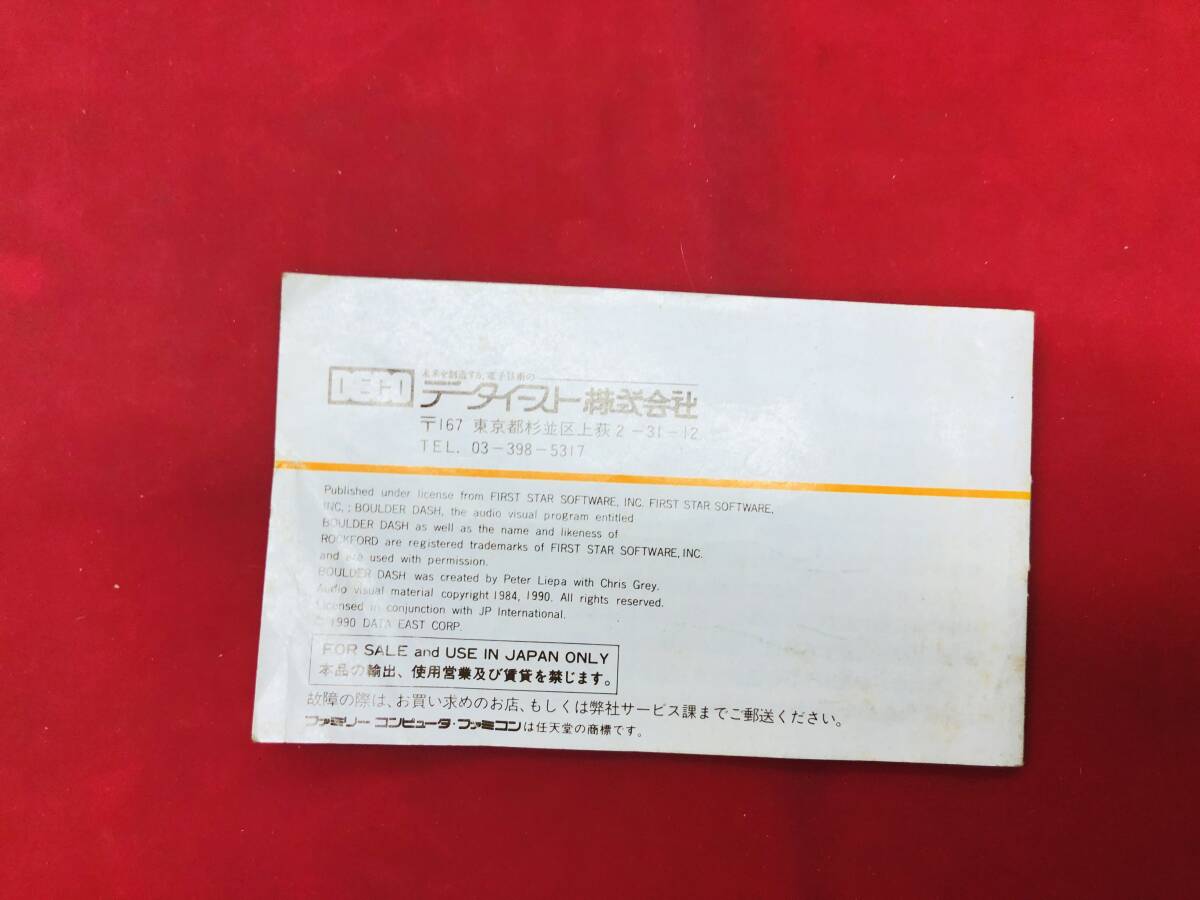 DECO
未来を創造する、電子技術の
データイースト株式会社
〒167 東京都杉並区上荻2-31-12
TEL. 03-398-5317
Published under license from FIRST STAR SOFTWARE, INC. FIRST STAR SOFTWARE,
INC. ; BOULDER DASH, the audio visual program entitled
BOULDER DASH as well as the name and likeness of
ROCKFORD are registered trademarks of FIRST STAR SOFTWARE, INC.
and are used with permission.
BOULDER DASH was created by Peter Liepa with Chris Grey.
Audio visual material copyright 1984, 1990. All rights reserved.
Licensed in conjunction with JP International.
© 1990 DATA EAST CORP.
FOR SALE and USE IN JAPAN ONLY
本品の輸出、使用営業及び賃貸を禁じます。
故障の際は、お買い求めのお店、もしくは弊社サービス課までご郵送ください。
ファミリーコンピュータ・ファミコンは任天堂の商標です。